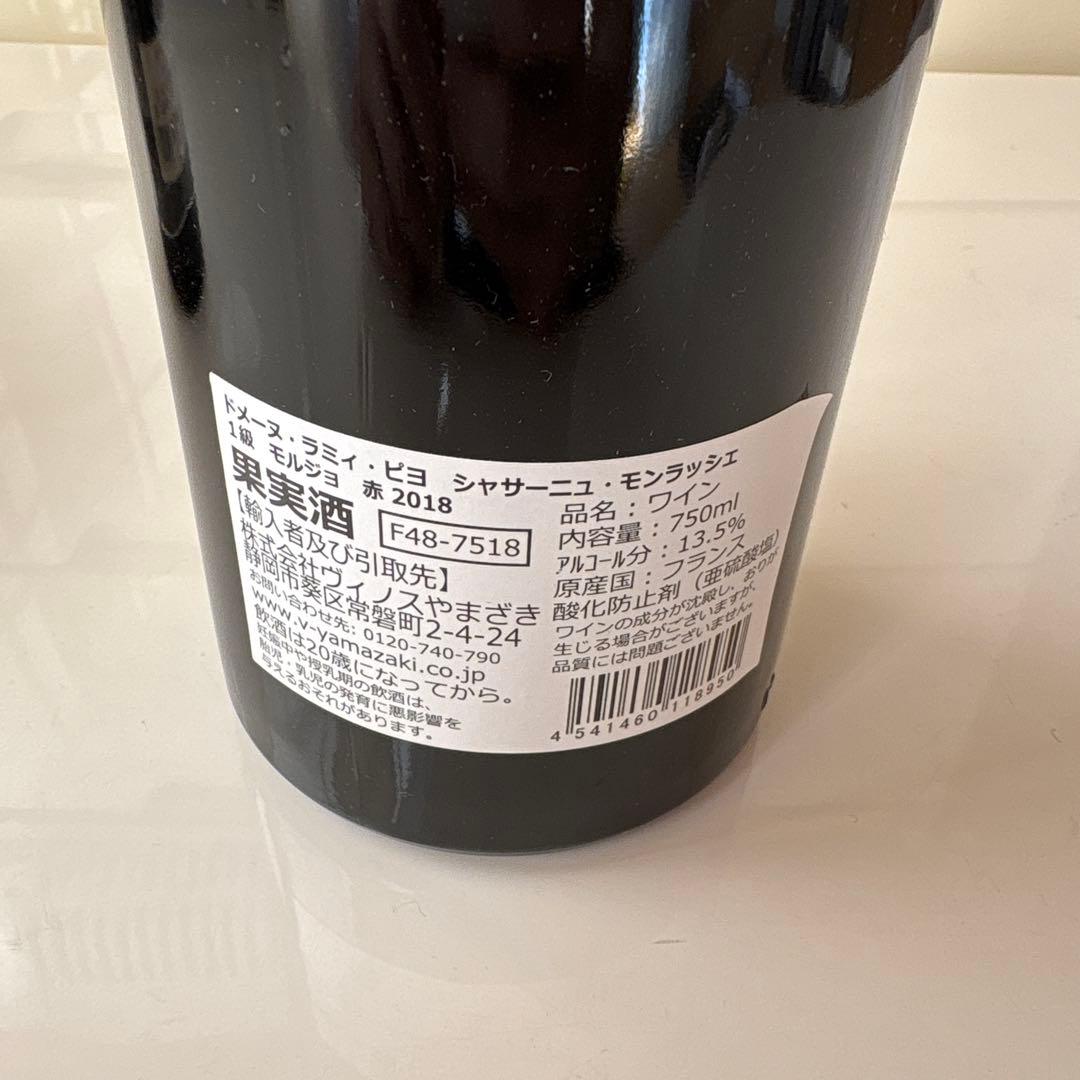 ドメーヌ・ラミィ・ピヨ シャサーニュ・モンラッシェ
1級 モルジョ 赤 2018
果実酒
F48-7518
【輸入者及び引取先】
株式会社ヴィノスやまざき
静岡市葵区常磐町2-4-24
お問い合わせ先: 0120-740-790
www.v-yamazaki.co.jp
飲酒は20歳になってから。
妊娠中や授乳期の飲酒は、
胎児・乳児の発育に悪影響を
与えるおそれがあります。
品名：ワイン
内容量：750ml
アルコール分：13.5%
原産国：フランス
酸化防止剤（亜硫酸塩）
ワインの成分が沈殿し、おりが
生じる場合がございますが、
品質には問題ございません。
4 541460 118950